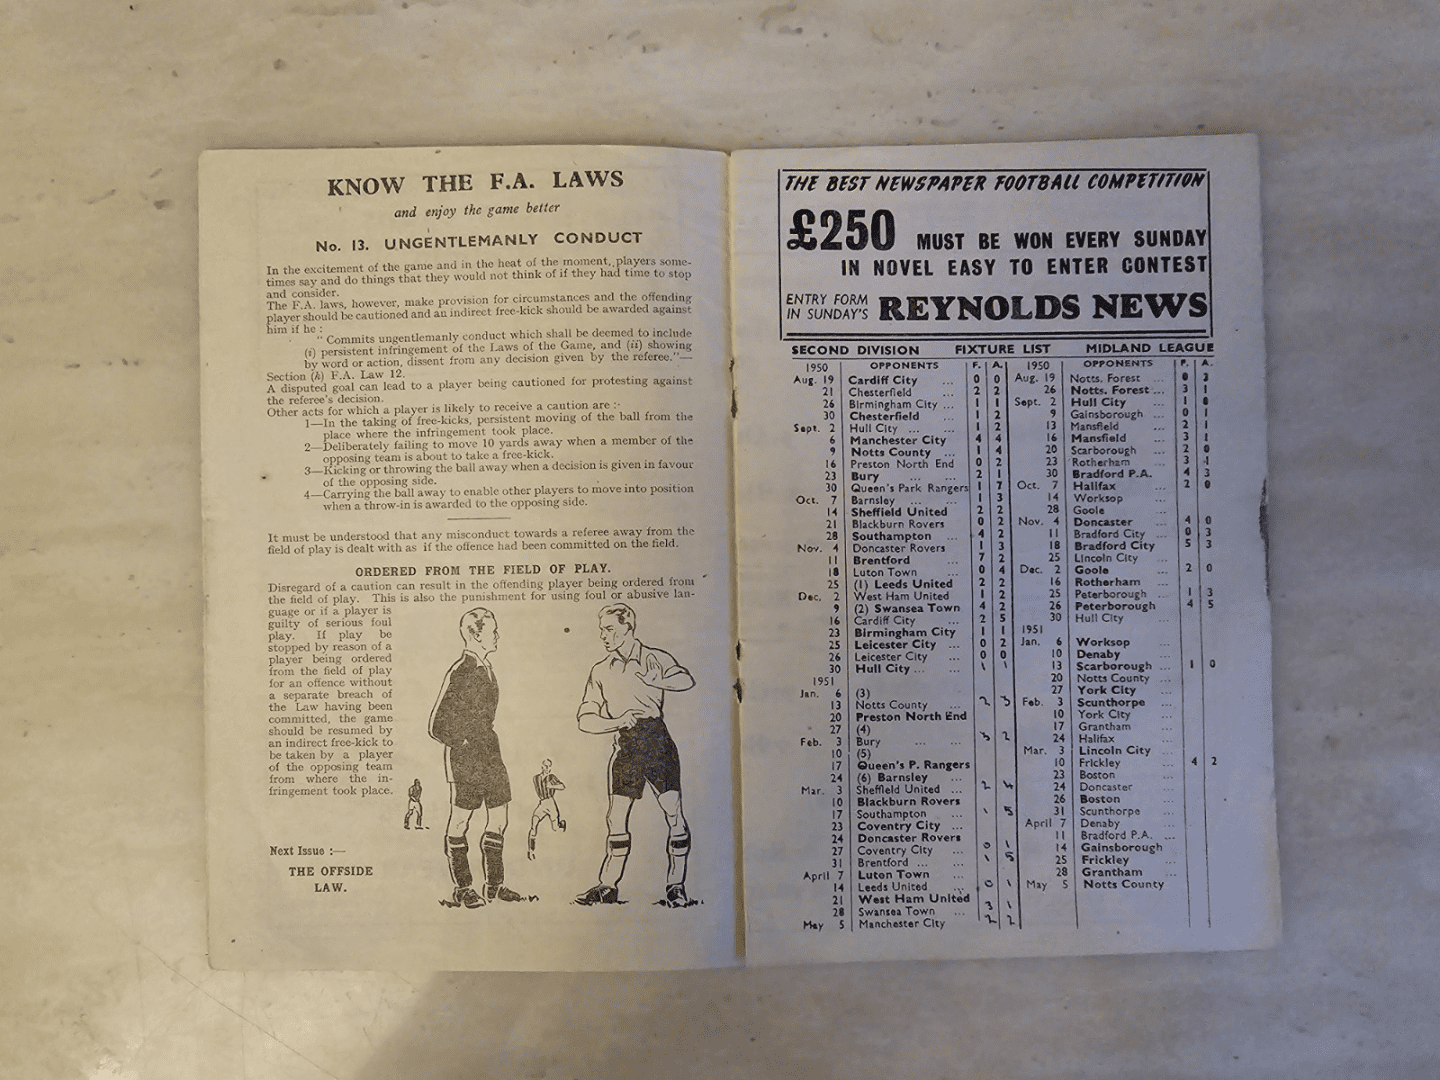 KNOW THE F.A. LAWS
and enjoy the game better
No. 13. UNGENTLEMANLY CONDUCT
In the excitement of the game and in the heat of the moment, players some-
times say and do things that they would not think of if they had time to stop
and consider.
The F.A. laws, however, make provision for circumstances and the offending
player should be cautioned and an indirect free-kick should be awarded against
him if he :
" Commits ungentlemanly conduct which shall be deemed to include
(i) persistent infringement of the Laws of the Game, and (ii) showing
by word or action, dissent from any decision given by the referee."—
Section (h) F.A. Law 12.
A disputed goal can lead to a player being cautioned for protesting against
the referee's decision.
Other acts for which a player is likely to receive a caution are :-
1—In the taking of free-kicks, persistent moving of the ball from the
place where the infringement took place.
2—Deliberately failing to move 10 yards away when a member of the
opposing team is about to take a free-kick.
3—Kicking or throwing the ball away when a decision is given in favour
of the opposing side.
4—Carrying the ball away to enable other players to move into position
when a throw-in is awarded to the opposing side.
It must be understood that any misconduct towards a referee away from the
field of play is dealt with as if the offence had been committed on the field.
ORDERED FROM THE FIELD OF PLAY.
Disregard of a caution can result in the offending player being ordered from
the field of play. This is also the punishment for using foul or abusive lan-
guage or if a player is
guilty of serious foul
play. If play be
stopped by reason of a
player being ordered
from the field of play
for an offence without
a separate breach of
the Law having been
committed, the game
should be resumed by
an indirect free-kick to
be taken by a player
of the opposing team
from where the in-
fringement took place.
Next Issue :—
THE OFFSIDE
LAW.
THE BEST NEWSPAPER FOOTBALL COMPETITION
£250 MUST BE WON EVERY SUNDAY
IN NOVEL EASY TO ENTER CONTEST
ENTRY FORM
IN SUNDAY'S REYNOLDS NEWS
SECOND DIVISION FIXTURE LIST MIDLAND LEAGUE
1950 OPPONENTS F. A.
Aug. 19 Cardiff City ... 0 0
21 Chesterfield ... 2 2
26 Birmingham City ... 1 1
30 Chesterfield ... 1 2
Sept. 2 Hull City ... ... 1 2
6 Manchester City 4 4
9 Notts County ... 1 4
16 Preston North End 0 2
23 Bury ... ... 2 1
30 Queen's Park Rangers 1 7
Oct. 7 Barnsley ... ... 1 3
14 Sheffield United 2 2
21 Blackburn Rovers 0 2
28 Southampton ... 4 2
Nov. 4 Doncaster Rovers 1 3
11 Brentford ... 7 2
18 Luton Town ... 0 4
25 (1) Leeds United 2 2
Dec. 2 West Ham United 1 2
9 (2) Swansea Town 4 2
16 Cardiff City ... 2 5
23 Birmingham City 1 1
25 Leicester City ... 0 2
26 Leicester City ... 0 0
30 Hull City ... ... 1 1
1951
Jan. 6 (3)
13 Notts County ... 2 3
20 Preston North End
27 (4)
Feb. 3 Bury ... ... 3 2
10 (5)
17 Queen's P. Rangers
24 (6) Barnsley ...
Mar. 3 Sheffield United ... 2 4
10 Blackburn Rovers
17 Southampton ... 1 5
23 Coventry City ...
24 Doncaster Rovers
27 Coventry City ... 0 1
31 Brentford ... ... 1 5
April 7 Luton Town ...
14 Leeds United ... 0 1
21 West Ham United
28 Swansea Town ... 3 1
May 5 Manchester City 2 2
1950 OPPONENTS F. A.
Aug. 19 Notts. Forest ... 0 3
26 Notts. Forest ... 3 1
Sept. 2 Hull City ... 1 0
9 Gainsborough ... 0 1
13 Mansfield ... 2 1
16 Mansfield ... 3 1
20 Scarborough ... 2 0
23 Rotherham ... 3 1
30 Bradford P.A. ... 4 3
Oct. 7 Halifax ... 2 0
14 Worksop ...
28 Goole ...
Nov. 4 Doncaster ... 4 0
11 Bradford City ... 0 3
18 Bradford City ... 5 3
25 Lincoln City ...
Dec. 2 Goole ... 2 0
16 Rotherham ...
25 Peterborough ... 1 3
26 Peterborough ... 4 5
30 Hull City ...
1951
Jan. 6 Worksop ...
10 Denaby ...
13 Scarborough ... 1 0
20 Notts County ...
27 York City ...
Feb. 3 Scunthorpe ...
10 York City ...
17 Grantham ...
24 Halifax ...
Mar. 3 Lincoln City ...
10 Frickley ... 4 2
23 Boston ...
24 Doncaster ...
26 Boston ...
31 Scunthorpe ...
April 7 Denaby ...
11 Bradford P.A. ...
14 Gainsborough
25 Frickley ...
28 Grantham ...
May 5 Notts County